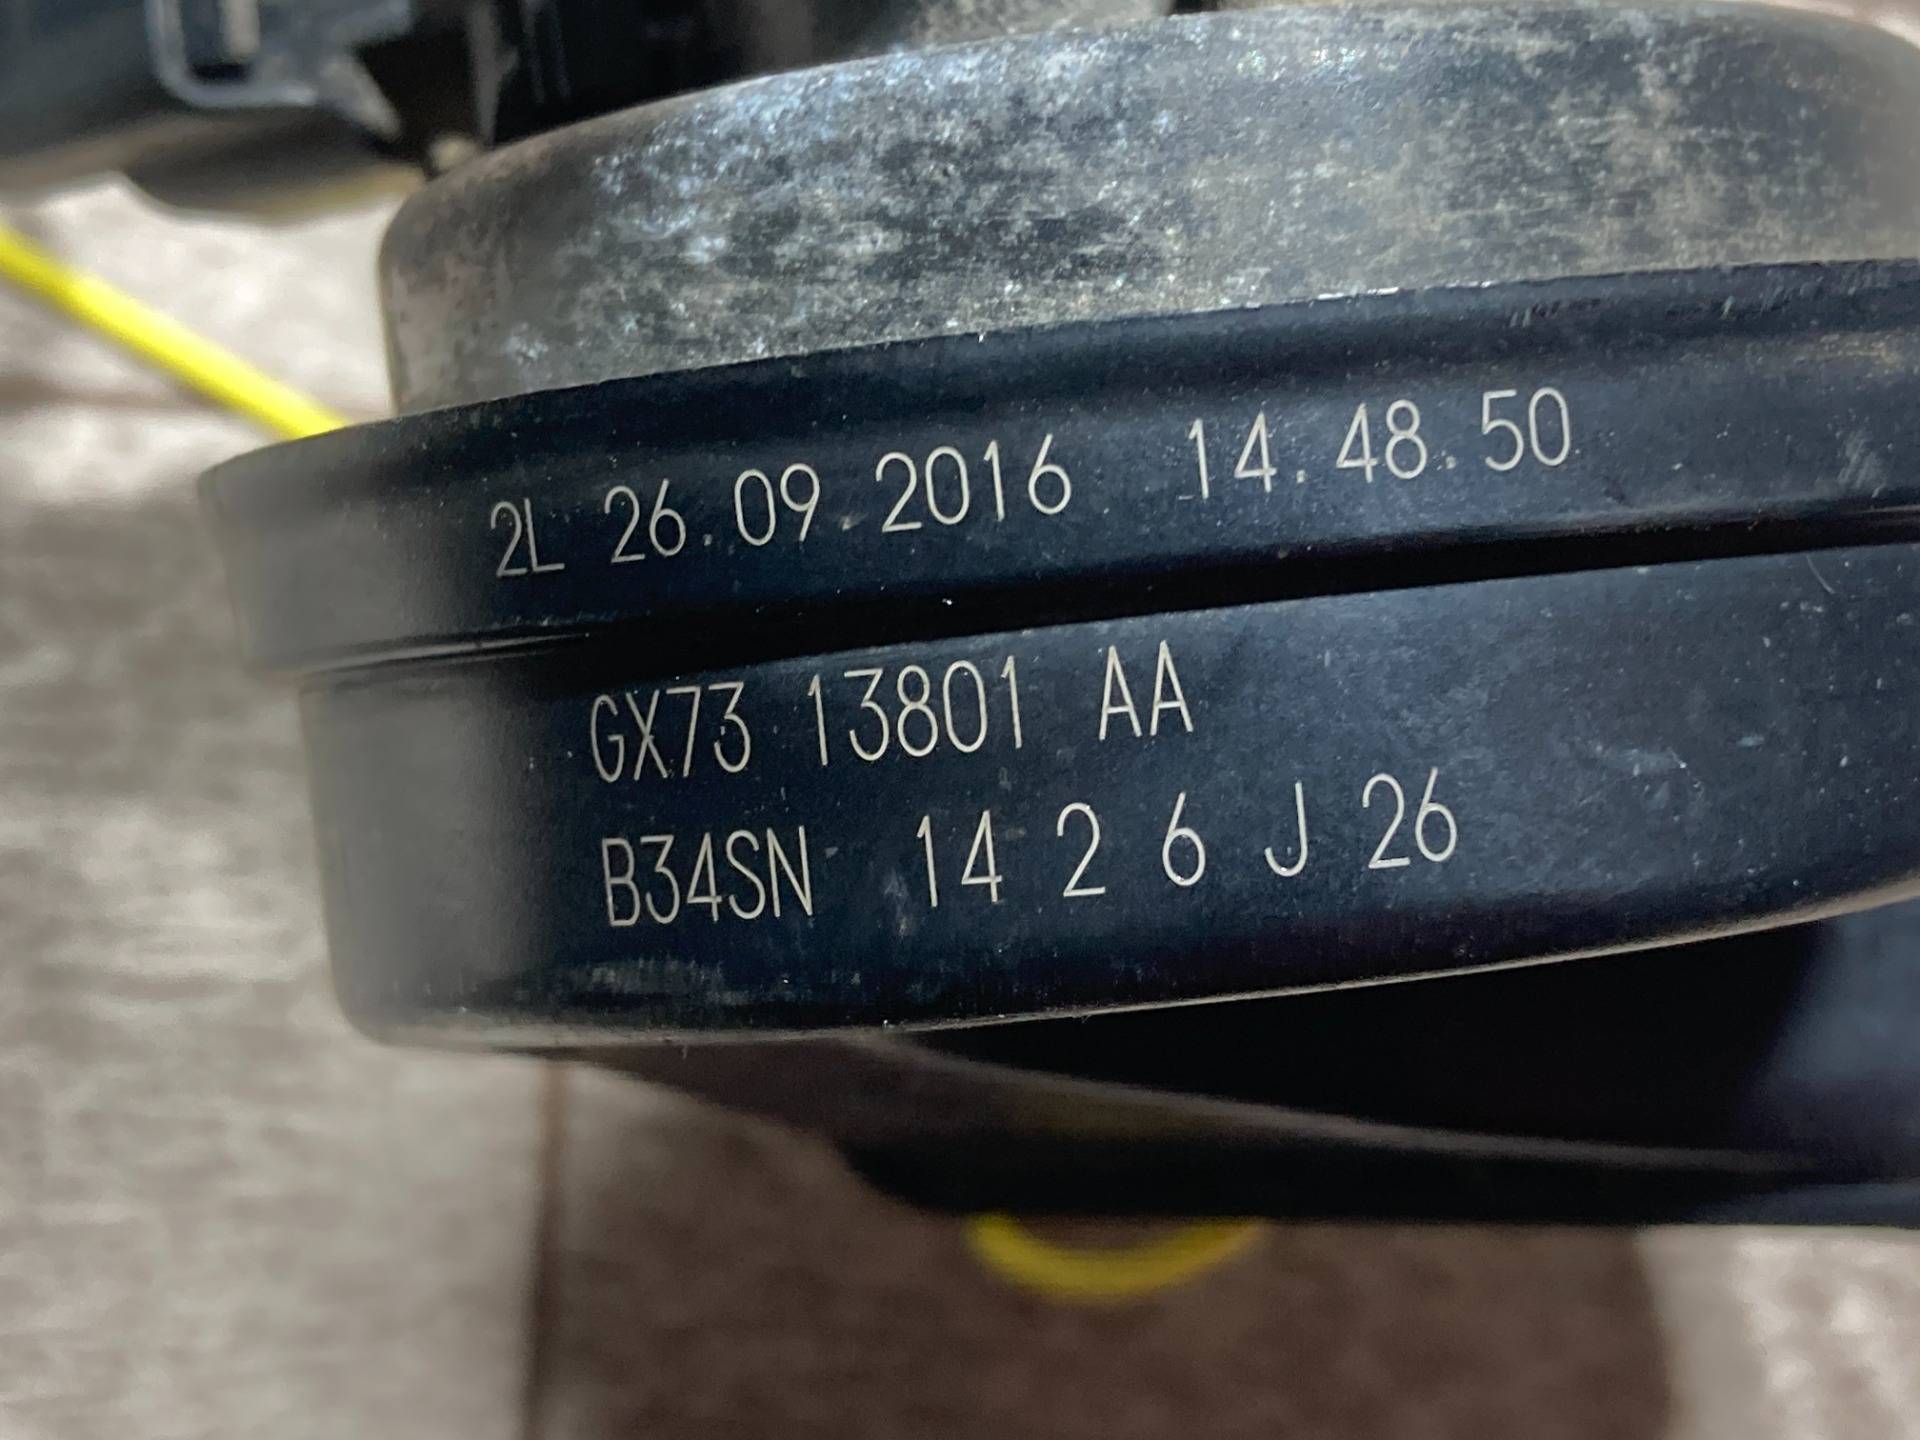 2L 26.09.2016 14.48.50
GX73 13801 AA
B34SN 14 2 6 J 26